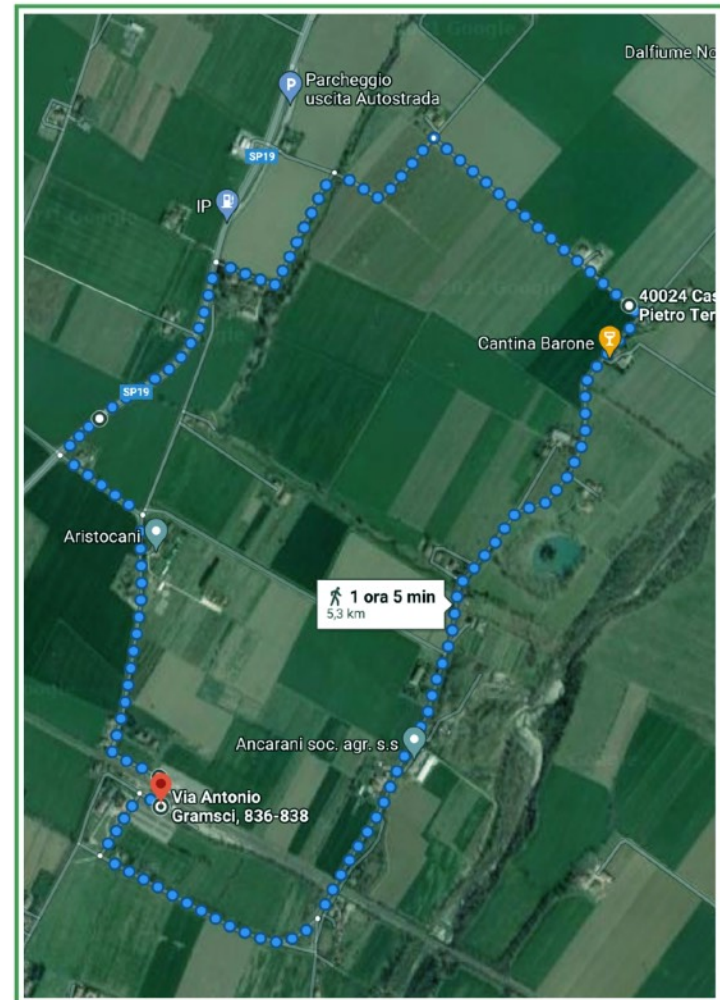 Dalfiume No
Parcheggio
uscita Autostrada
SP19
IP
40024 Cas
Pietro Ter
Cantina Barone
SP19
Aristocani
1 ora 5 min
5,3 km
Ancarani soc. agr. s.s
Via Antonio
Gramsci, 836-838